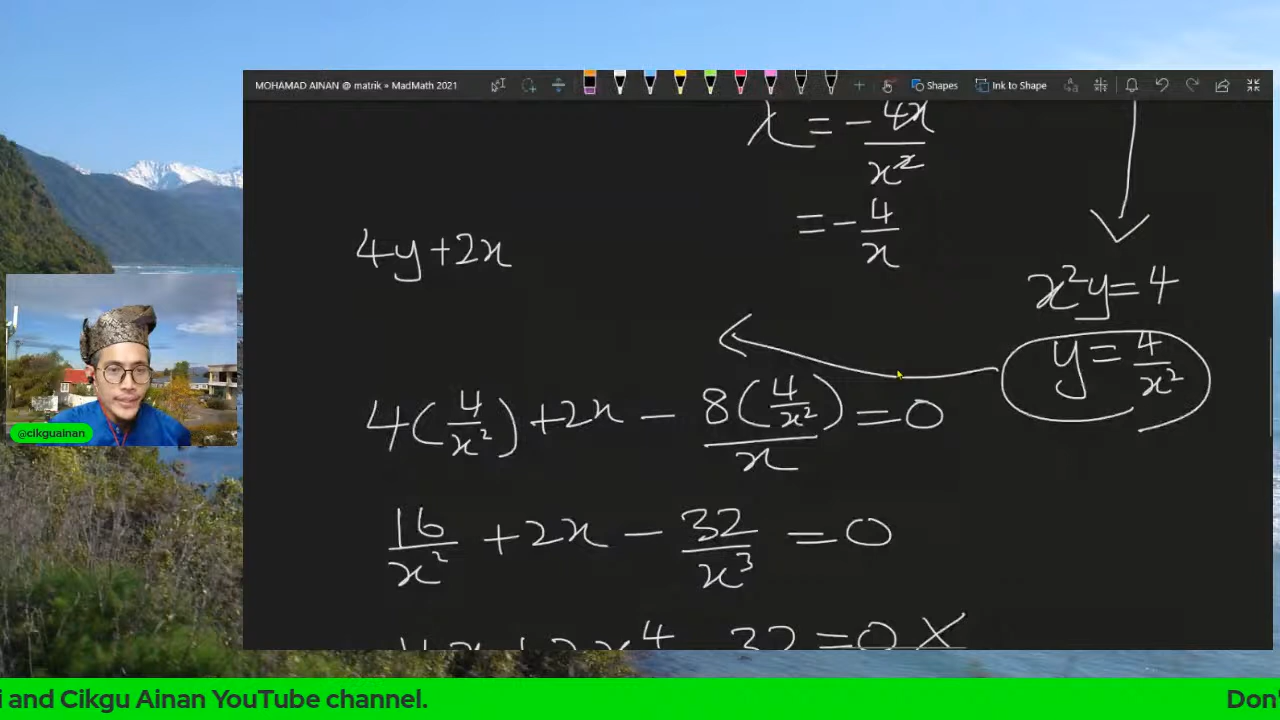 MOHAMAD AINAN @ matrik » MadMath 2021
Shapes
Ink to Shape
λ = - 4x/x²
= - 4/x
4y+2x
x²y=4
y = 4/x²
4(4/x²) + 2x - 8(4/x²)/x = 0
16/x² + 2x - 32/x³ = 0
=0 X
@cikguainan
i and Cikgu Ainan YouTube channel.
Don'